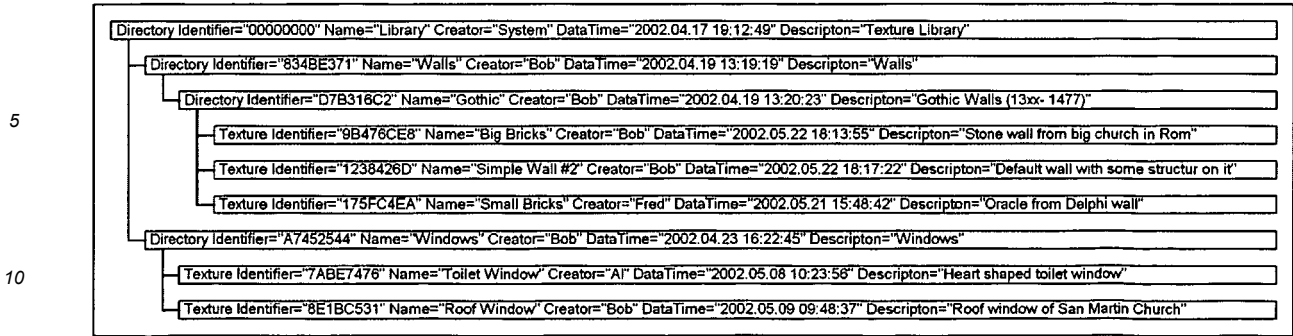 Directory Identifier="00000000" Name="Library" Creator="System" DataTime="2002.04.17 19:12:49" Descripton="Texture Library"
Directory Identifier="834BE371" Name="Walls" Creator="Bob" DataTime="2002.04.19 13:19:19" Descripton="Walls"
Directory Identifier="D7B316C2" Name="Gothic" Creator="Bob" DataTime="2002.04.19 13:20:23" Descripton="Gothic Walls (13xx- 1477)"
5
Texture Identifier="9B476CE8" Name="Big Bricks" Creator="Bob" DataTime="2002.05.22 18:13:55" Descripton="Stone wall from big church in Rom"
Texture Identifier="1238426D" Name="Simple Wall #2" Creator="Bob" DataTime="2002.05.22 18:17:22" Descripton="Default wall with some structur on it"
Texture Identifier="175FC4EA" Name="Small Bricks" Creator="Fred" DataTime="2002.05.21 15:48:42" Descripton="Oracle from Delphi wall"
Directory Identifier="A7452544" Name="Windows" Creator="Bob" DataTime="2002.04.23 16:22:45" Descripton="Windows"
10
Texture Identifier="7ABE7476" Name="Toilet Window" Creator="Al" DataTime="2002.05.08 10:23:58" Descripton="Heart shaped toilet window"
Texture Identifier="8E1BC531" Name="Roof Window" Creator="Bob" DataTime="2002.05.09 09:48:37" Descripton="Roof window of San Martin Church"